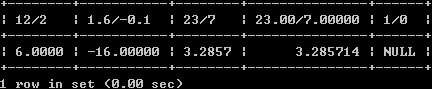 +--------+-----------+--------+---------------+------+
| 12/2 | 1.6/-0.1 | 23/7 | 23.00/7.00000 | 1/0 |
+--------+-----------+--------+---------------+------+
| 6.0000 | -16.00000 | 3.2857 | 3.285714 | NULL |
+--------+-----------+--------+---------------+------+
1 row in set (0.00 sec)